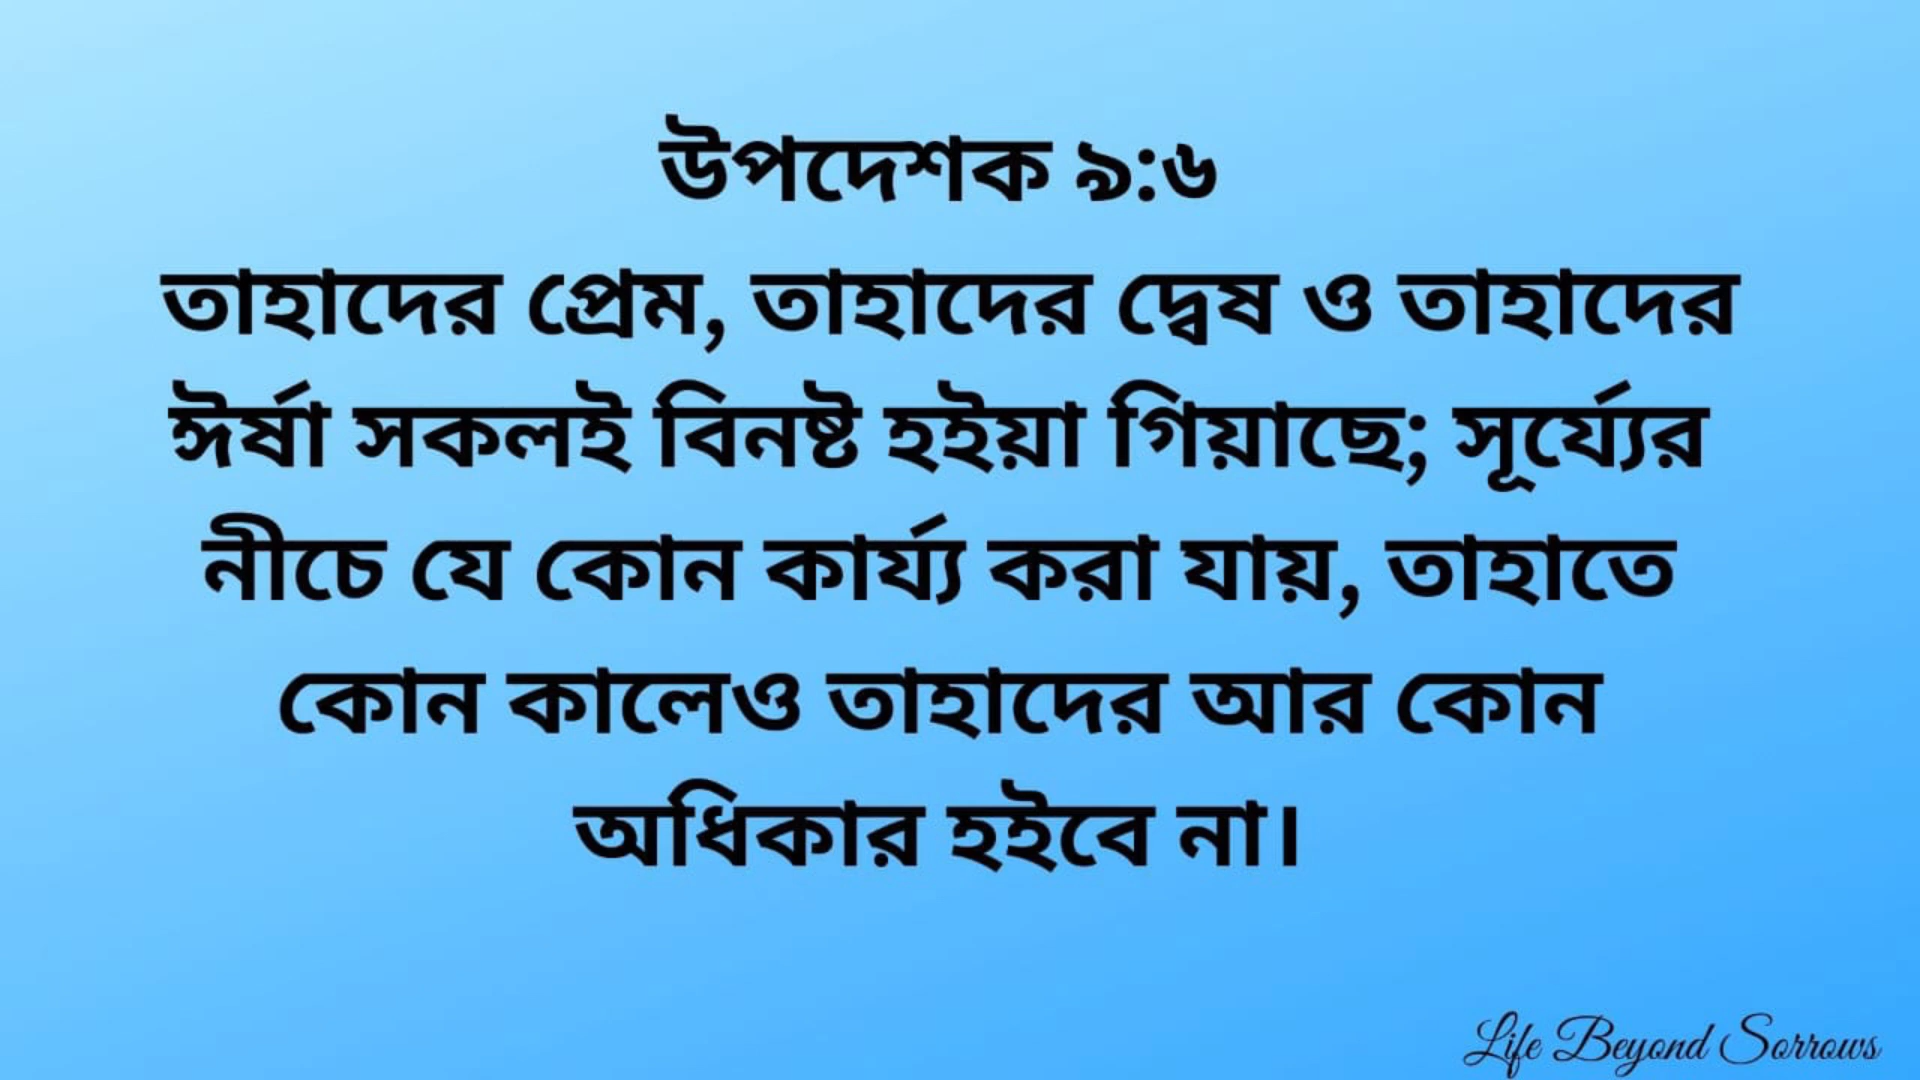 উপদেশক ৯:৬
তাহাদের প্রেম, তাহাদের দ্বেষ ও তাহাদের
ঈর্ষা সকলই বিনষ্ট হইয়া গিয়াছে; সূর্য্যের
নীচে যে কোন কার্য্য করা যায়, তাহাতে
কোন কালেও তাহাদের আর কোন
অধিকার হইবে না।
Life Beyond Sorrows